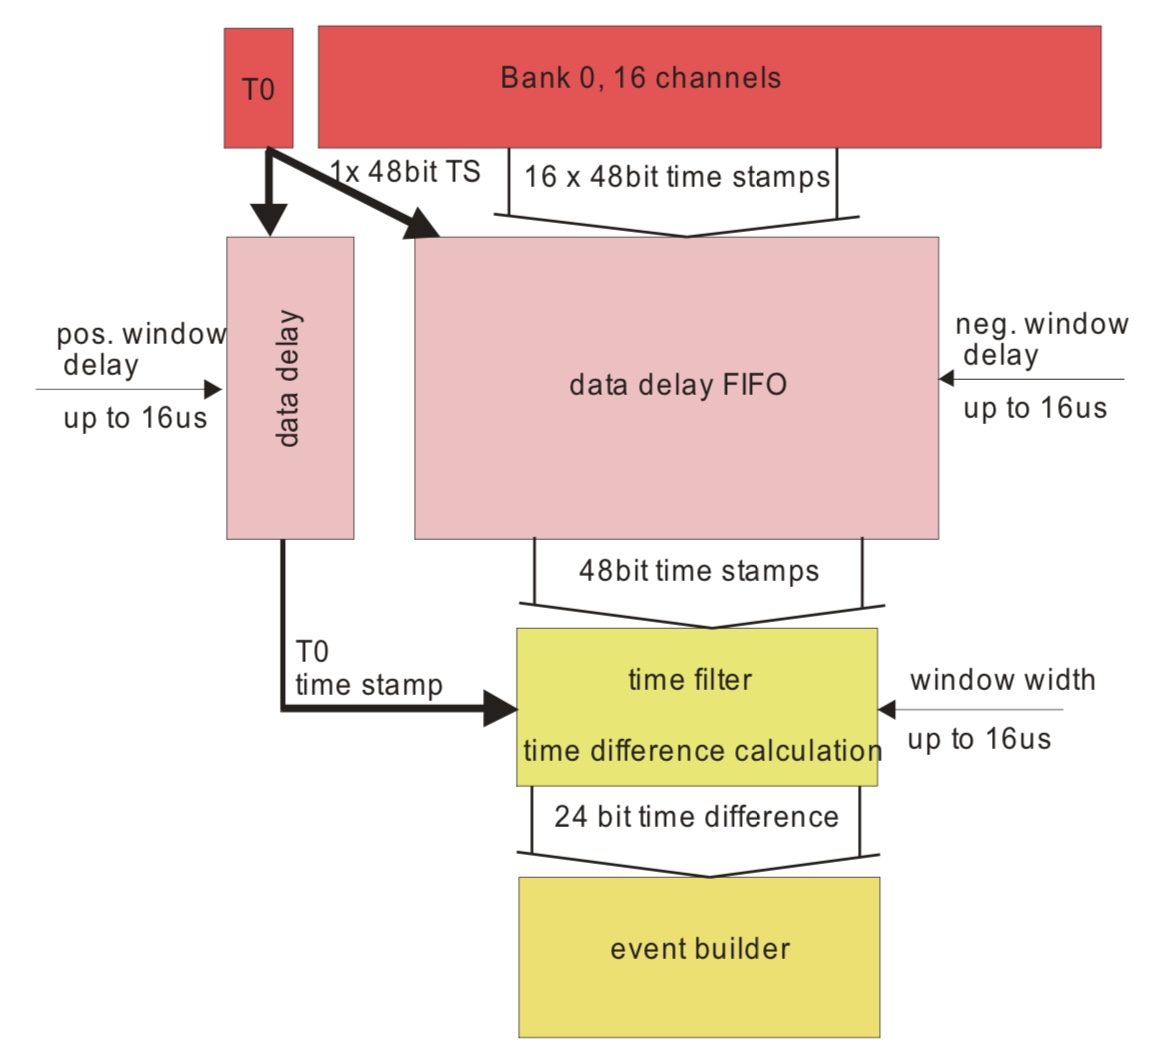 T0
Bank 0, 16 channels
1x 48bit TS
16 x 48bit time stamps
pos. window
delay
up to 16us
data delay
data delay FIFO
neg. window
delay
up to 16us
48bit time stamps
T0
time stamp
time filter
time difference calculation
window width
up to 16us
24 bit time difference
event builder